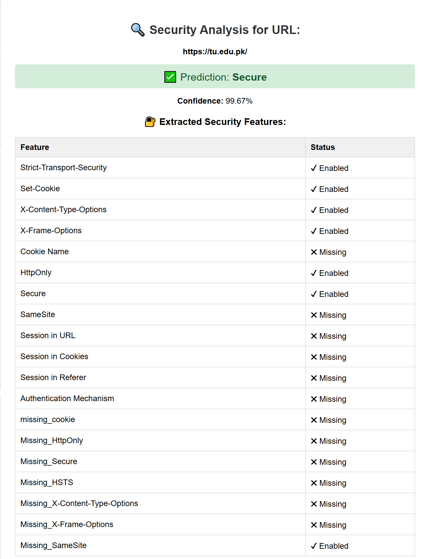 Security Analysis for URL:
https://tu.edu.pk/
Prediction: Secure
Confidence: 99.67%
Extracted Security Features:
Feature Status
Strict-Transport-Security ✓ Enabled
Set-Cookie ✓ Enabled
X-Content-Type-Options ✓ Enabled
X-Frame-Options ✓ Enabled
Cookie Name ✕ Missing
HttpOnly ✓ Enabled
Secure ✓ Enabled
SameSite ✕ Missing
Session in URL ✕ Missing
Session in Cookies ✕ Missing
Session in Referer ✕ Missing
Authentication Mechanism ✕ Missing
missing_cookie ✕ Missing
Missing_HttpOnly ✕ Missing
Missing_Secure ✕ Missing
Missing_HSTS ✕ Missing
Missing_X-Content-Type-Options ✕ Missing
Missing_X-Frame-Options ✕ Missing
Missing_SameSite ✓ Enabled